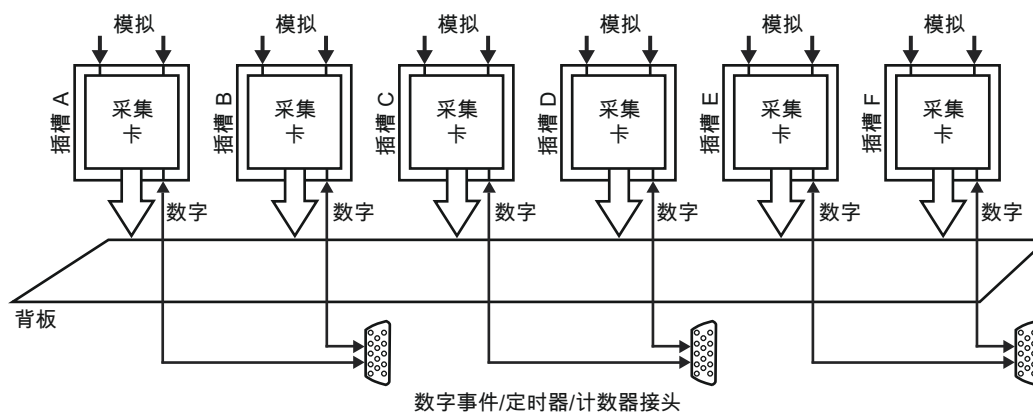 模拟 模拟 模拟 模拟 模拟 模拟
插槽 A
采集卡
插槽 B
采集卡
插槽 C
采集卡
插槽 D
采集卡
插槽 E
采集卡
插槽 F
采集卡
数字 数字 数字 数字 数字 数字
背板
数字事件/定时器/计数器接头